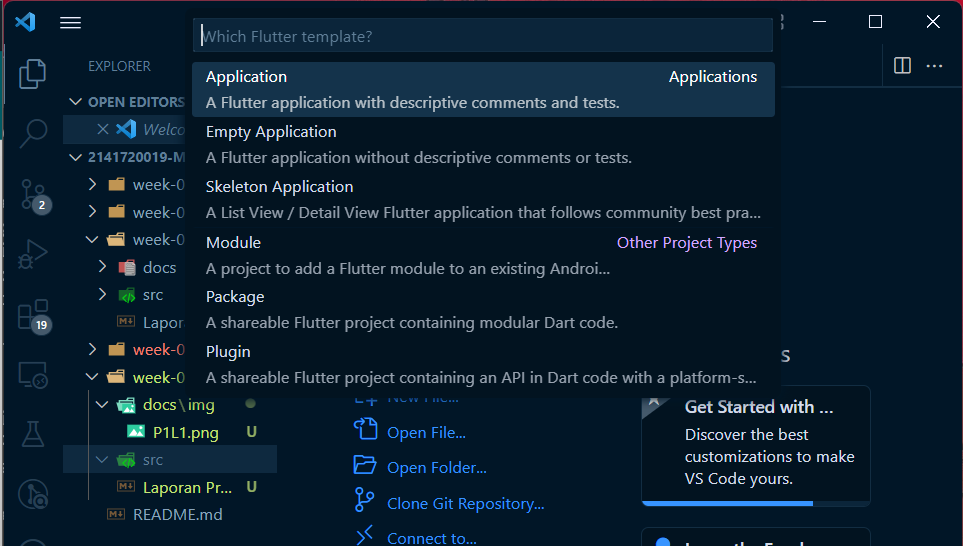 Which Flutter template?
Application
Applications
A Flutter application with descriptive comments and tests.
Empty Application
A Flutter application without descriptive comments or tests.
Skeleton Application
A List View / Detail View Flutter application that follows community best pra...
Module
Other Project Types
A project to add a Flutter module to an existing Androi...
Package
A shareable Flutter project containing modular Dart code.
Plugin
A shareable Flutter project containing an API in Dart code with a platform-s...
EXPLORER
OPEN EDITORS
Welco
2141720019-M
week-0
week-0
week-0
docs
src
Lapora
week-0
week-0
docs\img
P1L1.png U
src
Laporan Pr... U
README.md
2
19
New File...
Open File...
Open Folder...
Clone Git Repository...
Connect to...
s
Get Started with ...
Discover the best
customizations to make
VS Code yours.